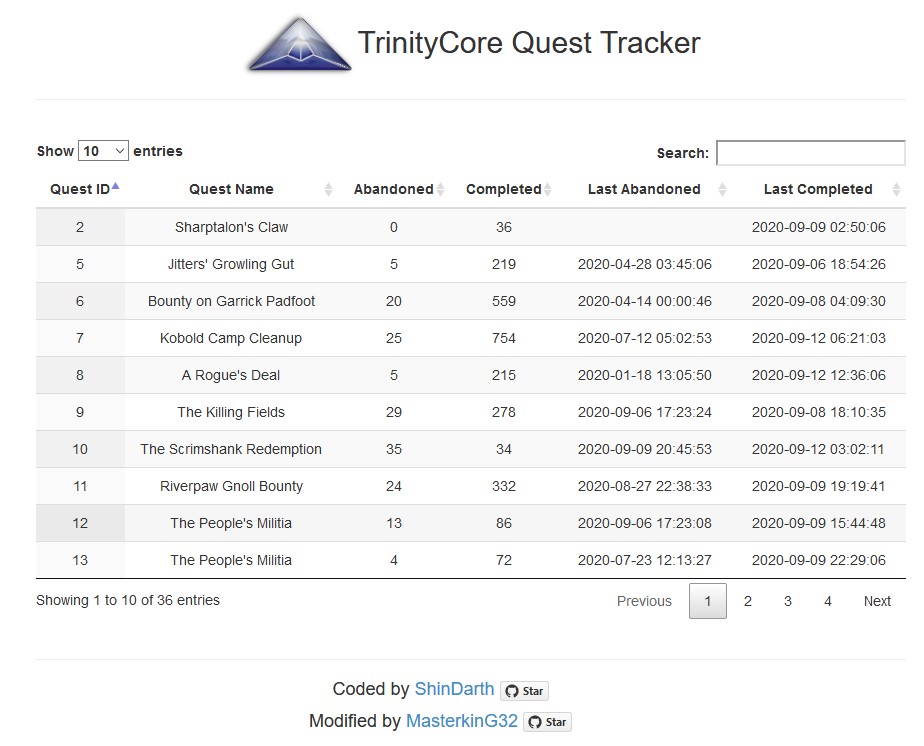 TrinityCore Quest Tracker
Show 10 entries Search:
Quest ID Quest Name Abandoned Completed Last Abandoned Last Completed
2 Sharptalon's Claw 0 36 2020-09-09 02:50:06
5 Jitters' Growling Gut 5 219 2020-04-28 03:45:06 2020-09-06 18:54:26
6 Bounty on Garrick Padfoot 20 559 2020-04-14 00:00:46 2020-09-08 04:09:30
7 Kobold Camp Cleanup 25 754 2020-07-12 05:02:53 2020-09-12 06:21:03
8 A Rogue's Deal 5 215 2020-01-18 13:05:50 2020-09-12 12:36:06
9 The Killing Fields 29 278 2020-09-06 17:23:24 2020-09-08 18:10:35
10 The Scrimshank Redemption 35 34 2020-09-09 20:45:53 2020-09-12 03:02:11
11 Riverpaw Gnoll Bounty 24 332 2020-08-27 22:38:33 2020-09-09 19:19:41
12 The People's Militia 13 86 2020-09-06 17:23:08 2020-09-09 15:44:48
13 The People's Militia 4 72 2020-07-23 12:13:27 2020-09-09 22:29:06
Showing 1 to 10 of 36 entries Previous 1 2 3 4 Next
Coded by ShinDarth Star
Modified by MasterkinG32 Star